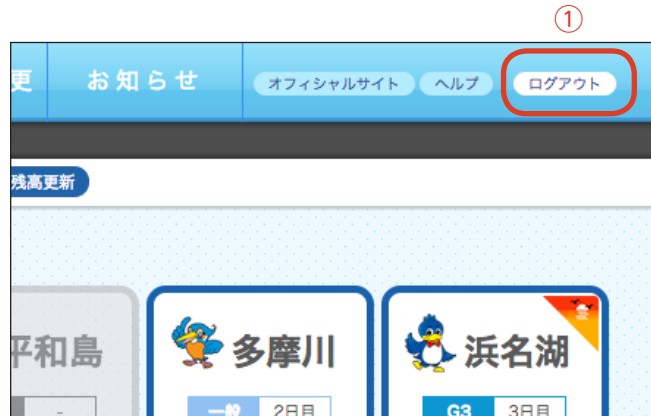 ①
更 お知らせ オフィシャルサイト ヘルプ ログアウト
残高更新
平和島 多摩川 浜名湖
- 一般 2日目 G3 3日目